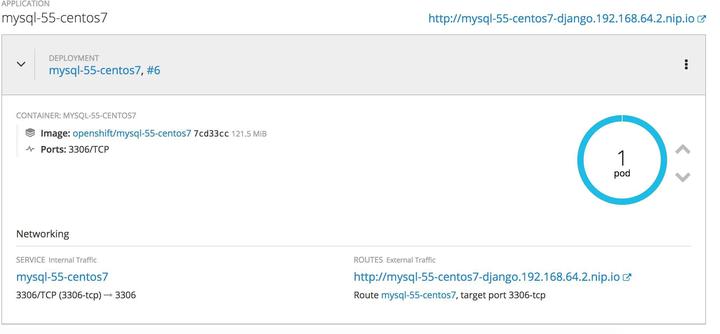 APPLICATION
mysql-55-centos7
http://mysql-55-centos7-django.192.168.64.2.nip.io
DEPLOYMENT
mysql-55-centos7, #6
CONTAINER: MYSQL-55-CENTOS7
Image: openshift/mysql-55-centos7 7cd33cc 121.5 MiB
Ports: 3306/TCP
1
pod
Networking
SERVICE Internal Traffic
mysql-55-centos7
3306/TCP (3306-tcp) → 3306
ROUTES External Traffic
http://mysql-55-centos7-django.192.168.64.2.nip.io
Route mysql-55-centos7, target port 3306-tcp